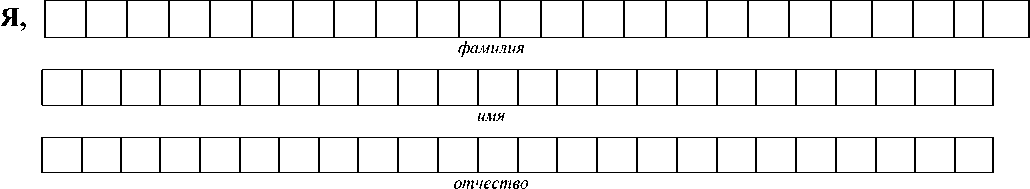 Я,
фамилия
имя
отчество